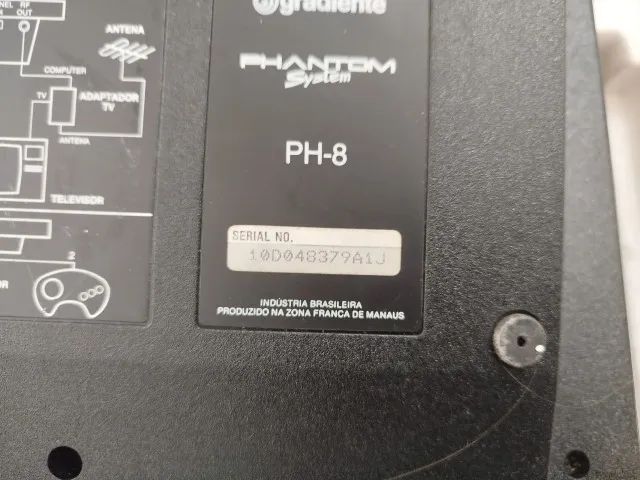 RF
OUT
ANTENA
COMPUTER
TV
ADAPTADOR
TV
ANTENA
TELEVISOR
2
gradiente
PHANTOM
System
PH-8
SERIAL NO.
10D048379A1J
INDÚSTRIA BRASILEIRA
PRODUZIDO NA ZONA FRANCA DE MANAUS